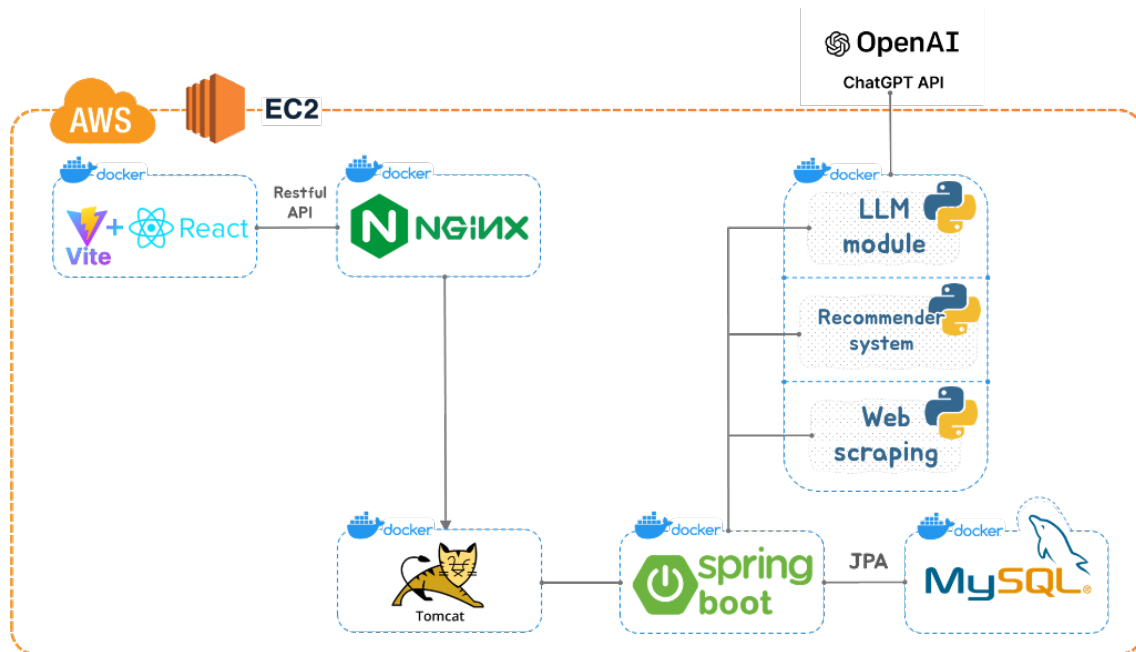 OpenAI
ChatGPT API
AWS
EC2
docker
Vite
+
React
Restful
API
docker
NGINX
docker
LLM
module
Recommender
system
Web
scraping
docker
Tomcat
docker
spring
boot
JPA
docker
MySQL®